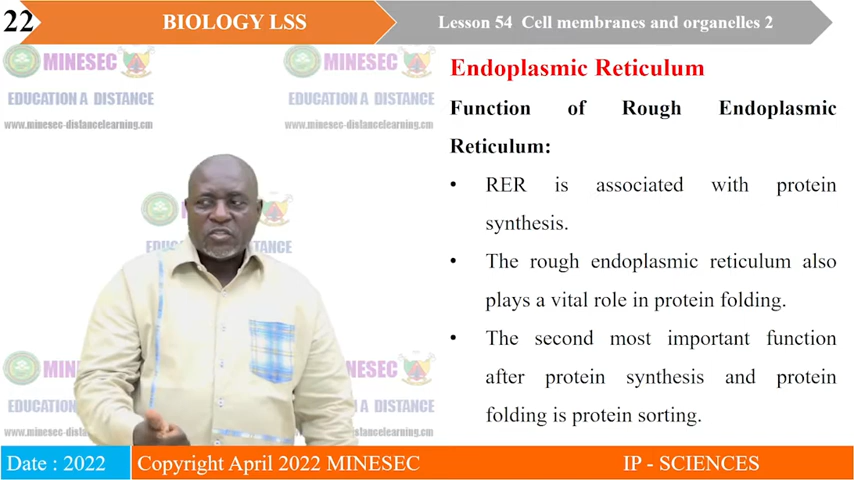 22
BIOLOGY LSS
Lesson 54 Cell membranes and organelles 2
MINESEC
EDUCATION A DISTANCE
www.minesec-distancelearning.cm
MINESEC
EDUCATION A DISTANCE
www.minesec-distancelearning.cm
Endoplasmic Reticulum
Function of Rough Endoplasmic
Reticulum:
• RER is associated with protein
synthesis.
• The rough endoplasmic reticulum also
plays a vital role in protein folding.
• The second most important function
after protein synthesis and protein
folding is protein sorting.
Date : 2022
Copyright April 2022 MINESEC
IP - SCIENCES